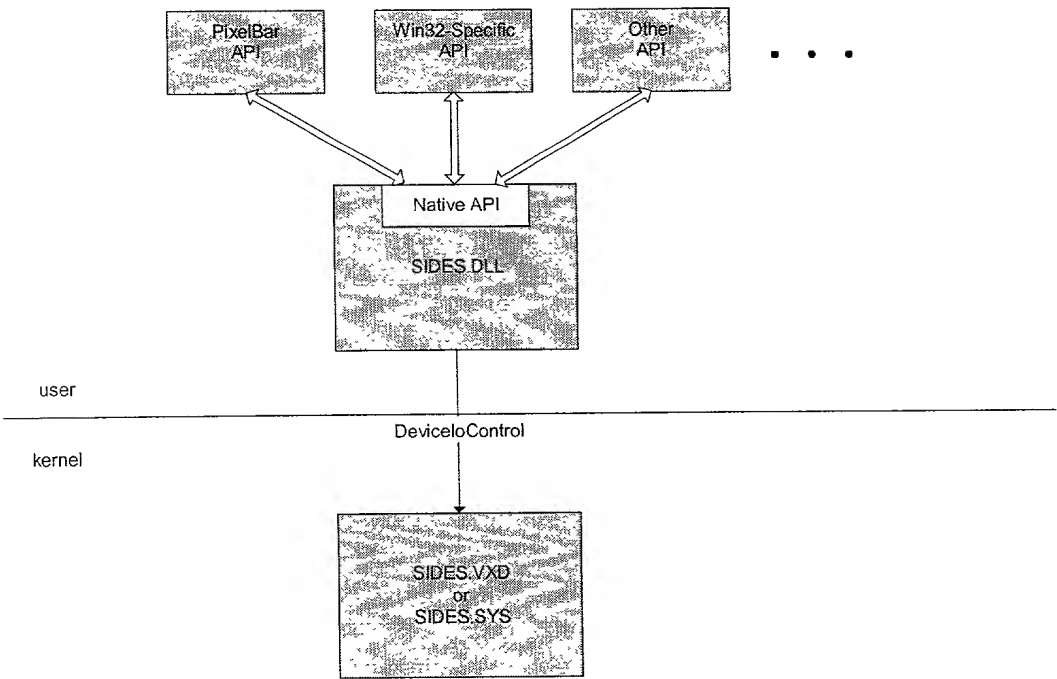 PixelBar
API
Win32-Specific
API
Other
API
Native API
SIDES.DLL
user
DeviceIoControl
kernel
SIDES.VXD
or
SIDES.SYS